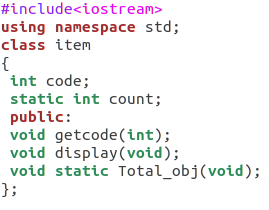 #include<iostream>
using namespace std;
class item
{
 int code;
 static int count;
 public:
 void getcode(int);
 void display(void);
 void static Total_obj(void);
};